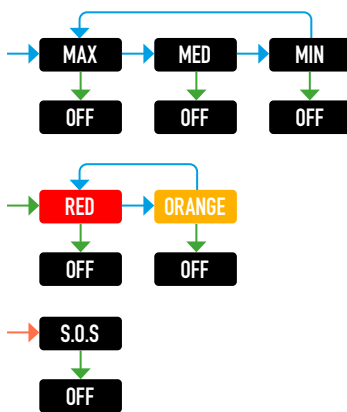 MAX MED MIN
OFF OFF OFF
RED ORANGE
OFF OFF
S.O.S
OFF